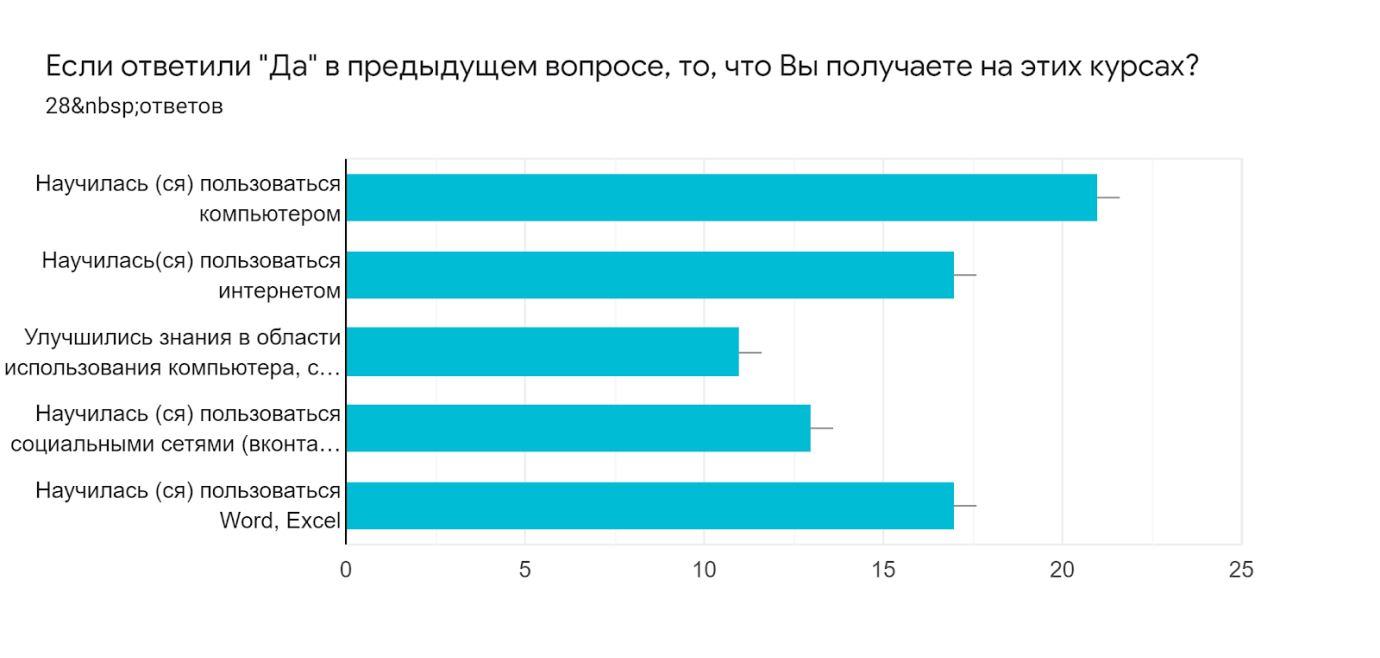 Если ответили "Да" в предыдущем вопросе, то, что Вы получаете на этих курсах?
28&nbsp;ответов
Научилась (ся) пользоваться
компьютером
Научилась(ся) пользоваться
интернетом
Улучшились знания в области
использования компьютера, с…
Научилась (ся) пользоваться
социальными сетями (вконта…
Научилась (ся) пользоваться
Word, Excel
0 5 10 15 20 25